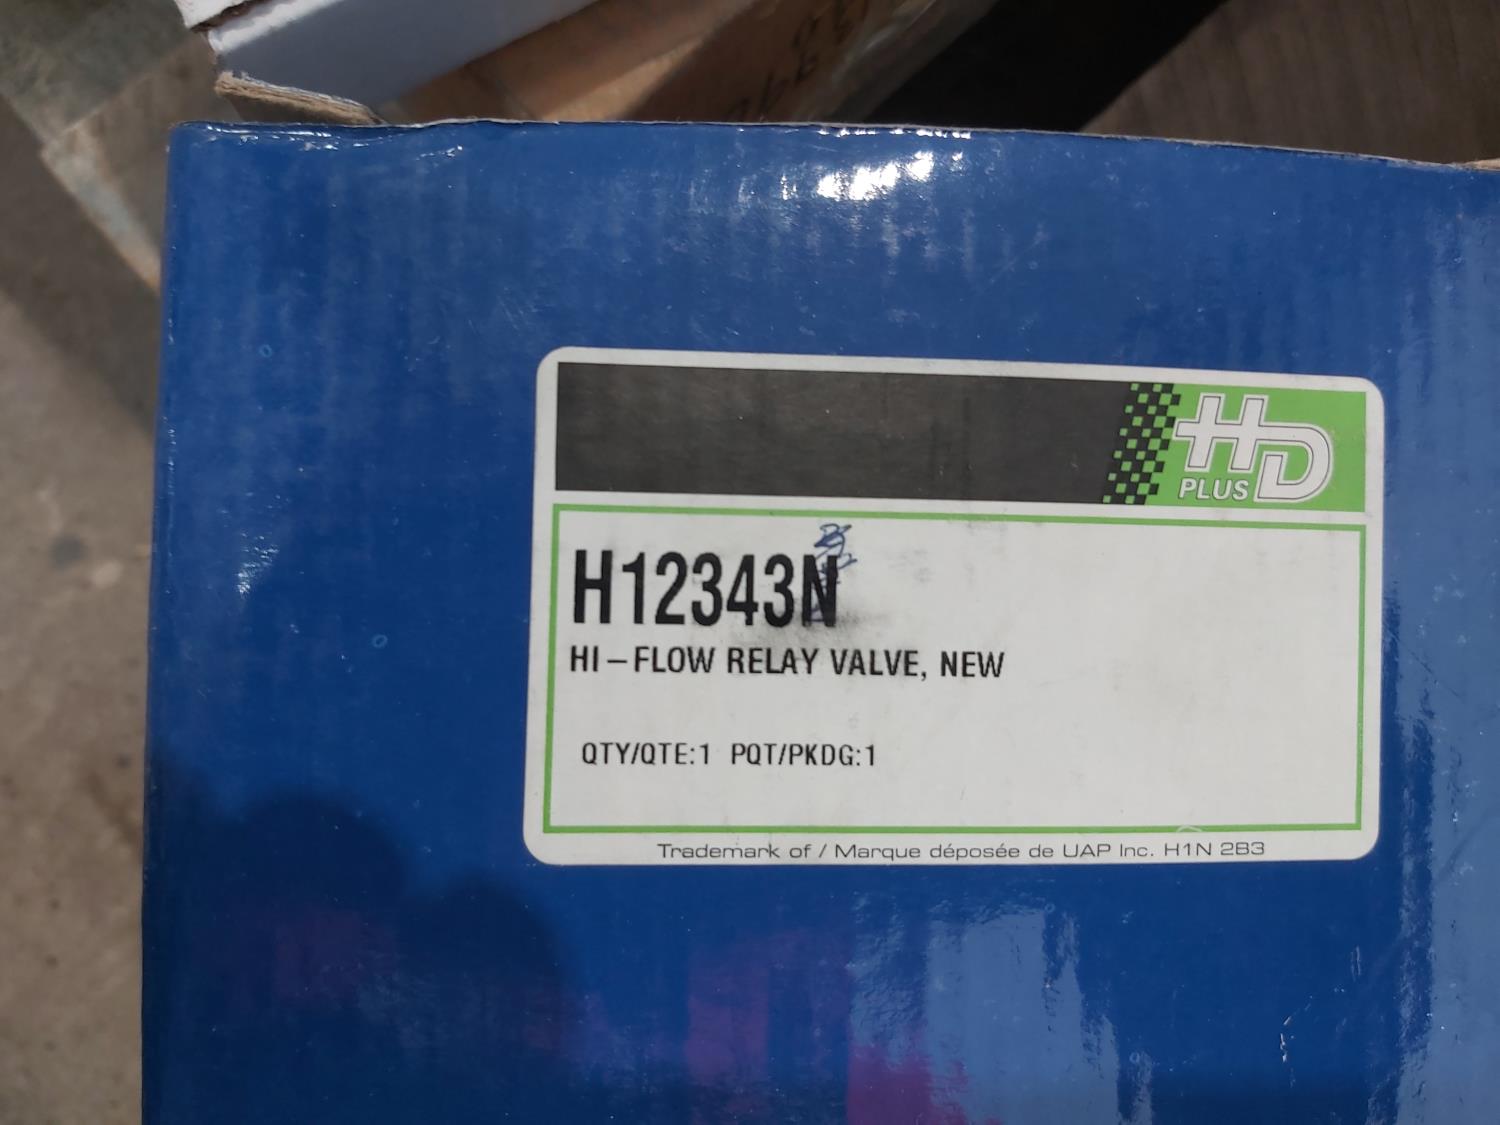 HD
PLUS
H12343N
HI-FLOW RELAY VALVE, NEW
QTY/QTE:1 PQT/PKDG:1
Trademark of / Marque déposée de UAP Inc. H1N 2B3